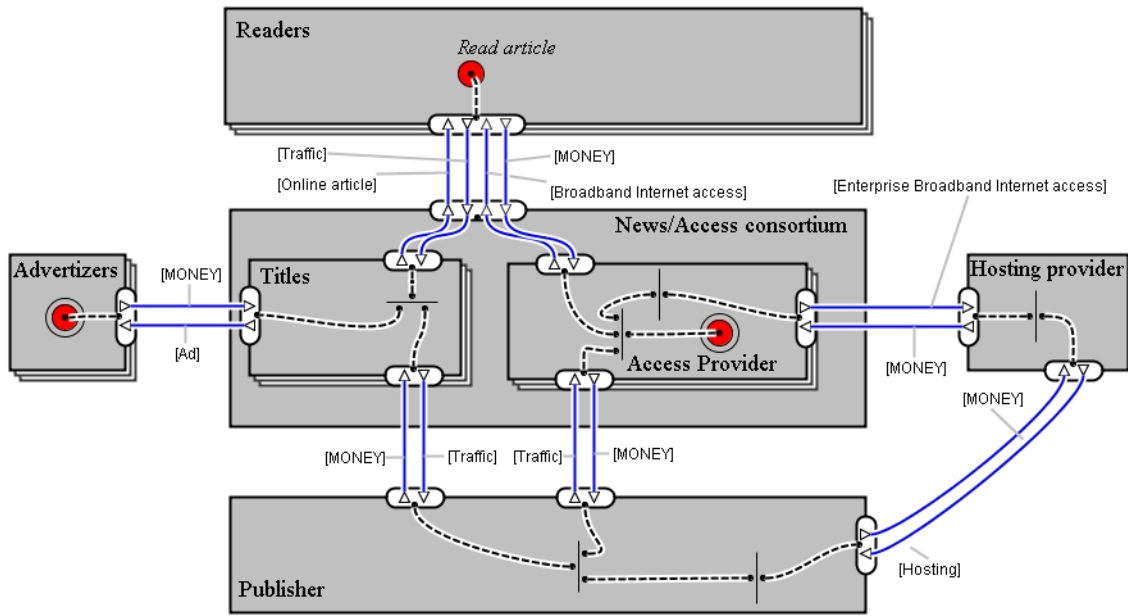 Readers
Read article
[Traffic]
[MONEY]
[Online article]
[Broadband Internet access]
[Enterprise Broadband Internet access]
News/Access consortium
Advertizers
[MONEY]
Titles
Hosting provider
[Ad]
Access Provider
[MONEY]
[MONEY]
[MONEY]
[Traffic]
[Traffic]
[MONEY]
[Hosting]
Publisher